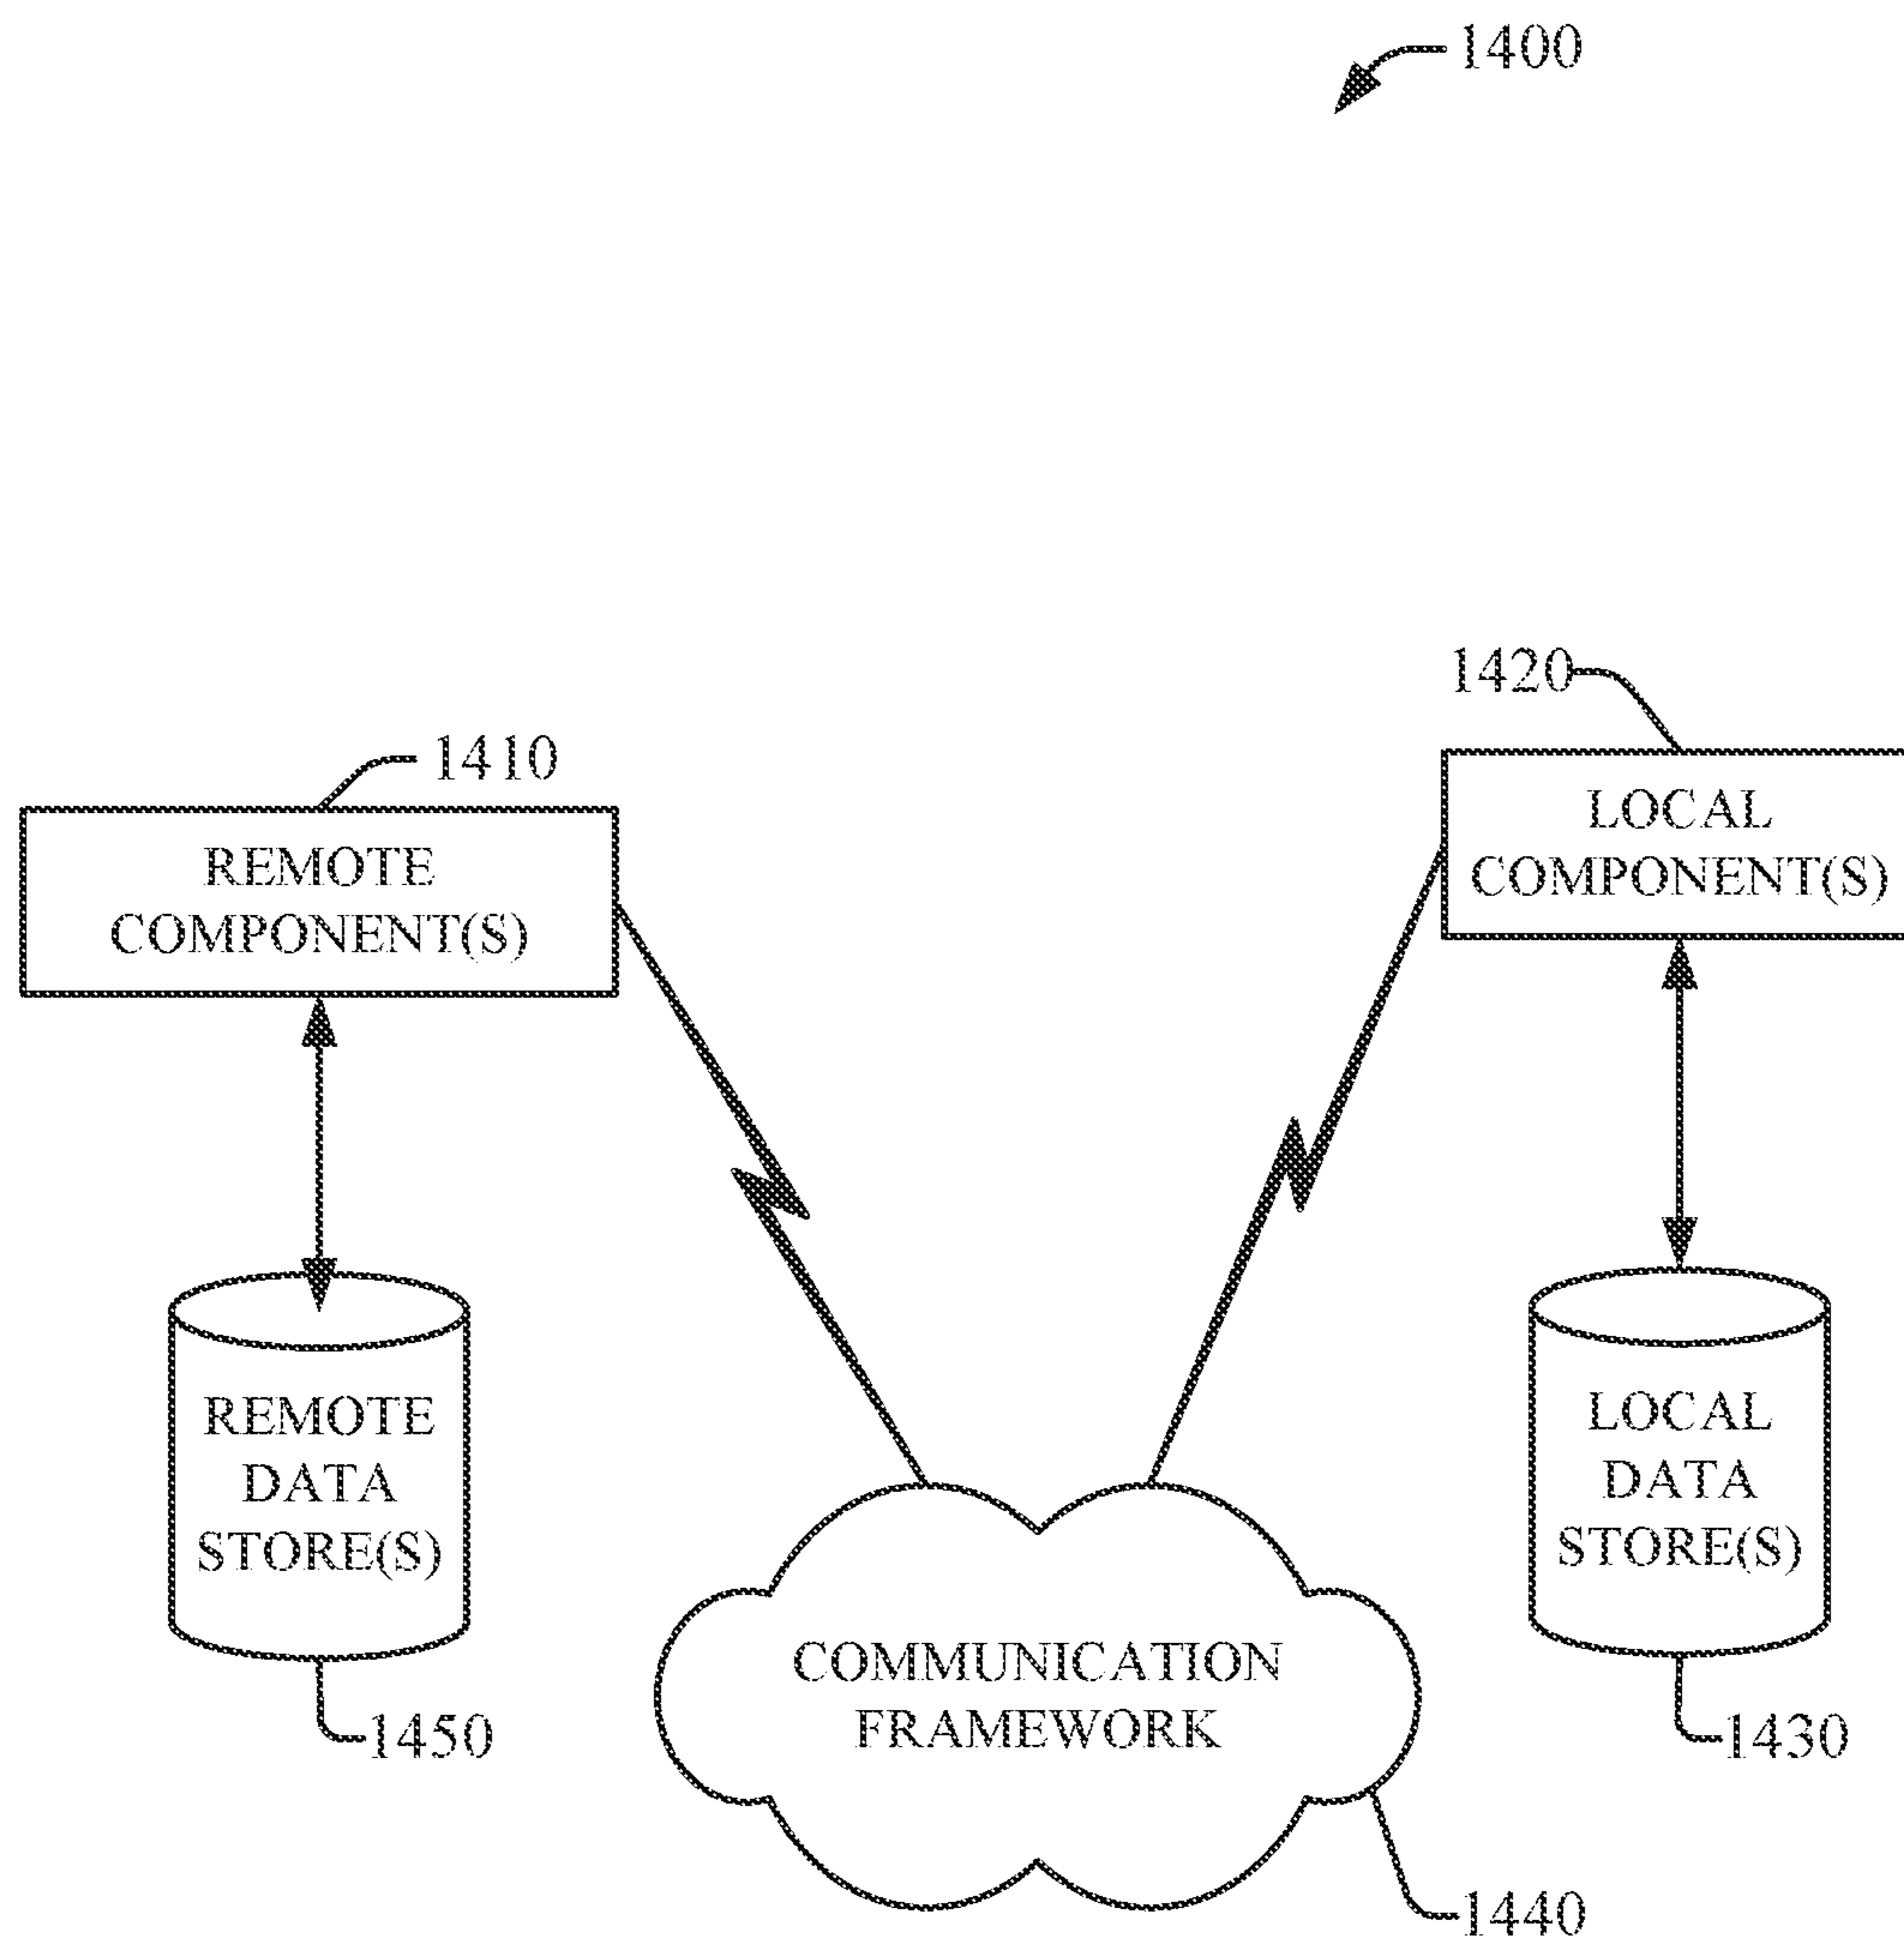 1400
1420
1410
LOCAL
COMPONENT(S)
REMOTE
COMPONENT(S)
REMOTE
DATA
STORE(S)
LOCAL
DATA
STORE(S)
COMMUNICATION
FRAMEWORK
1450
1430
1440